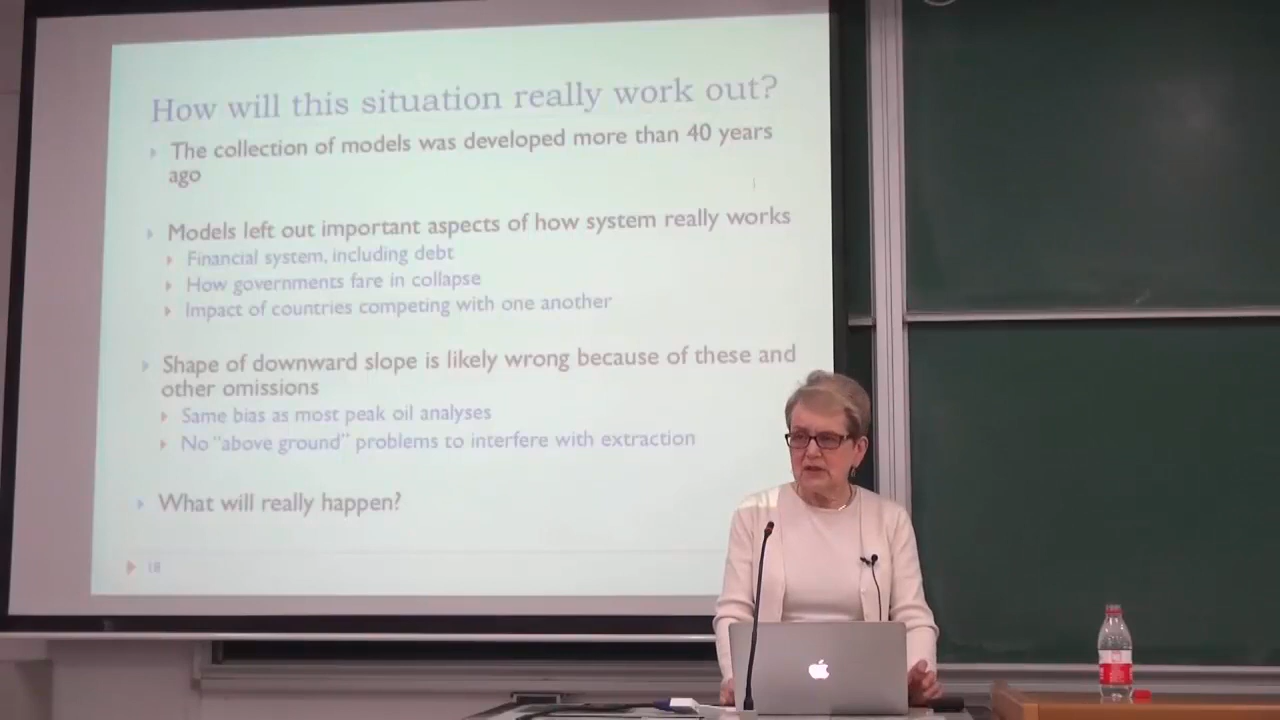 How will this situation really work out?
The collection of models was developed more than 40 years
ago
Models left out important aspects of how system really works
Financial system, including debt
How governments fare in collapse
Impact of countries competing with one another
Shape of downward slope is likely wrong because of these and
other omissions
Same bias as most peak oil analyses
No "above ground" problems to interfere with extraction
What will really happen?
18